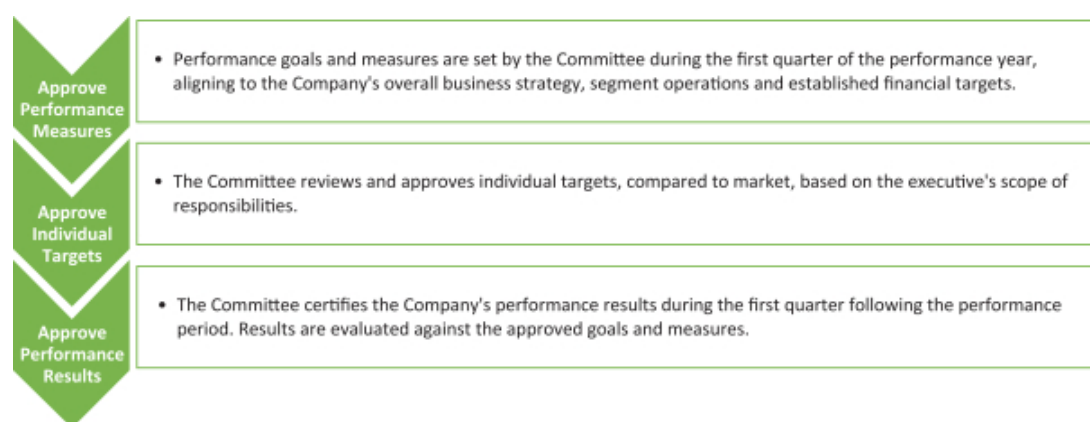 Approve
Performance
Measures
• Performance goals and measures are set by the Committee during the first quarter of the performance year,
aligning to the Company's overall business strategy, segment operations and established financial targets.
Approve
Individual
Targets
• The Committee reviews and approves individual targets, compared to market, based on the executive's scope of
responsibilities.
Approve
Performance
Results
• The Committee certifies the Company's performance results during the first quarter following the performance
period. Results are evaluated against the approved goals and measures.